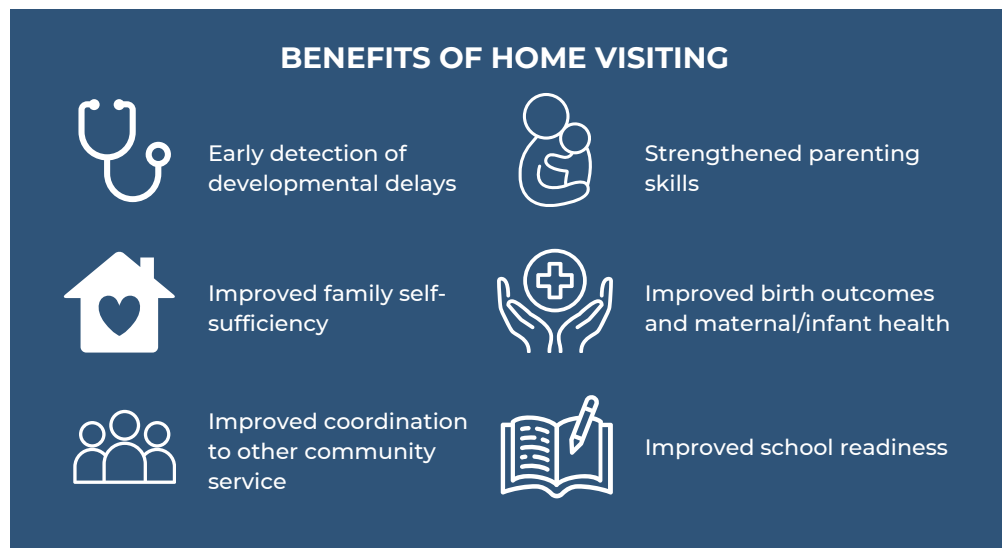 BENEFITS OF HOME VISITING
Early detection of
developmental delays
Strengthened parenting
skills
Improved family self-
sufficiency
Improved birth outcomes
and maternal/infant health
Improved coordination
to other community
service
Improved school readiness